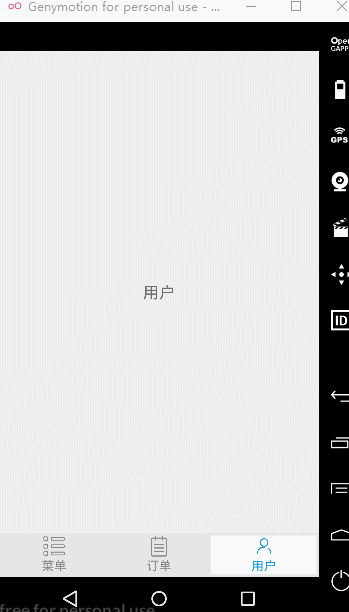 Genymotion for personal use - ...
Open
GAPP
GPS
ID
用户
菜单
订单
用户
free for personal use